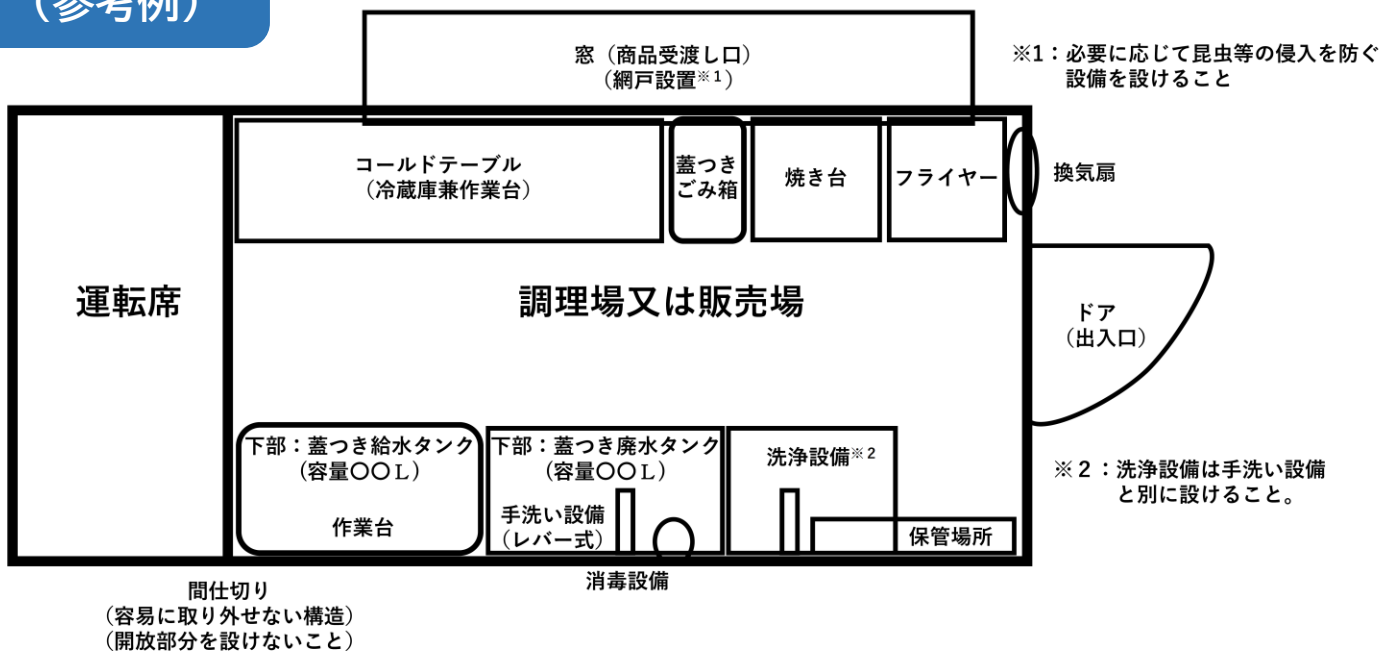 （参考例）
窓（商品受渡し口）
（網戸設置※1）
※1：必要に応じて昆虫等の侵入を防ぐ
設備を設けること
コールドテーブル
（冷蔵庫兼作業台）
蓋つき
ごみ箱
焼き台
フライヤー
換気扇
運転席
調理場又は販売場
ドア
（出入口）
下部：蓋つき給水タンク
(容量〇〇L)
作業台
下部：蓋つき廃水タンク
(容量〇〇L)
手洗い設備
（レバー式）
洗浄設備※2
保管場所
※２：洗浄設備は手洗い設備
と別に設けること。
消毒設備
間仕切り
（容易に取り外せない構造）
（開放部分を設けないこと）